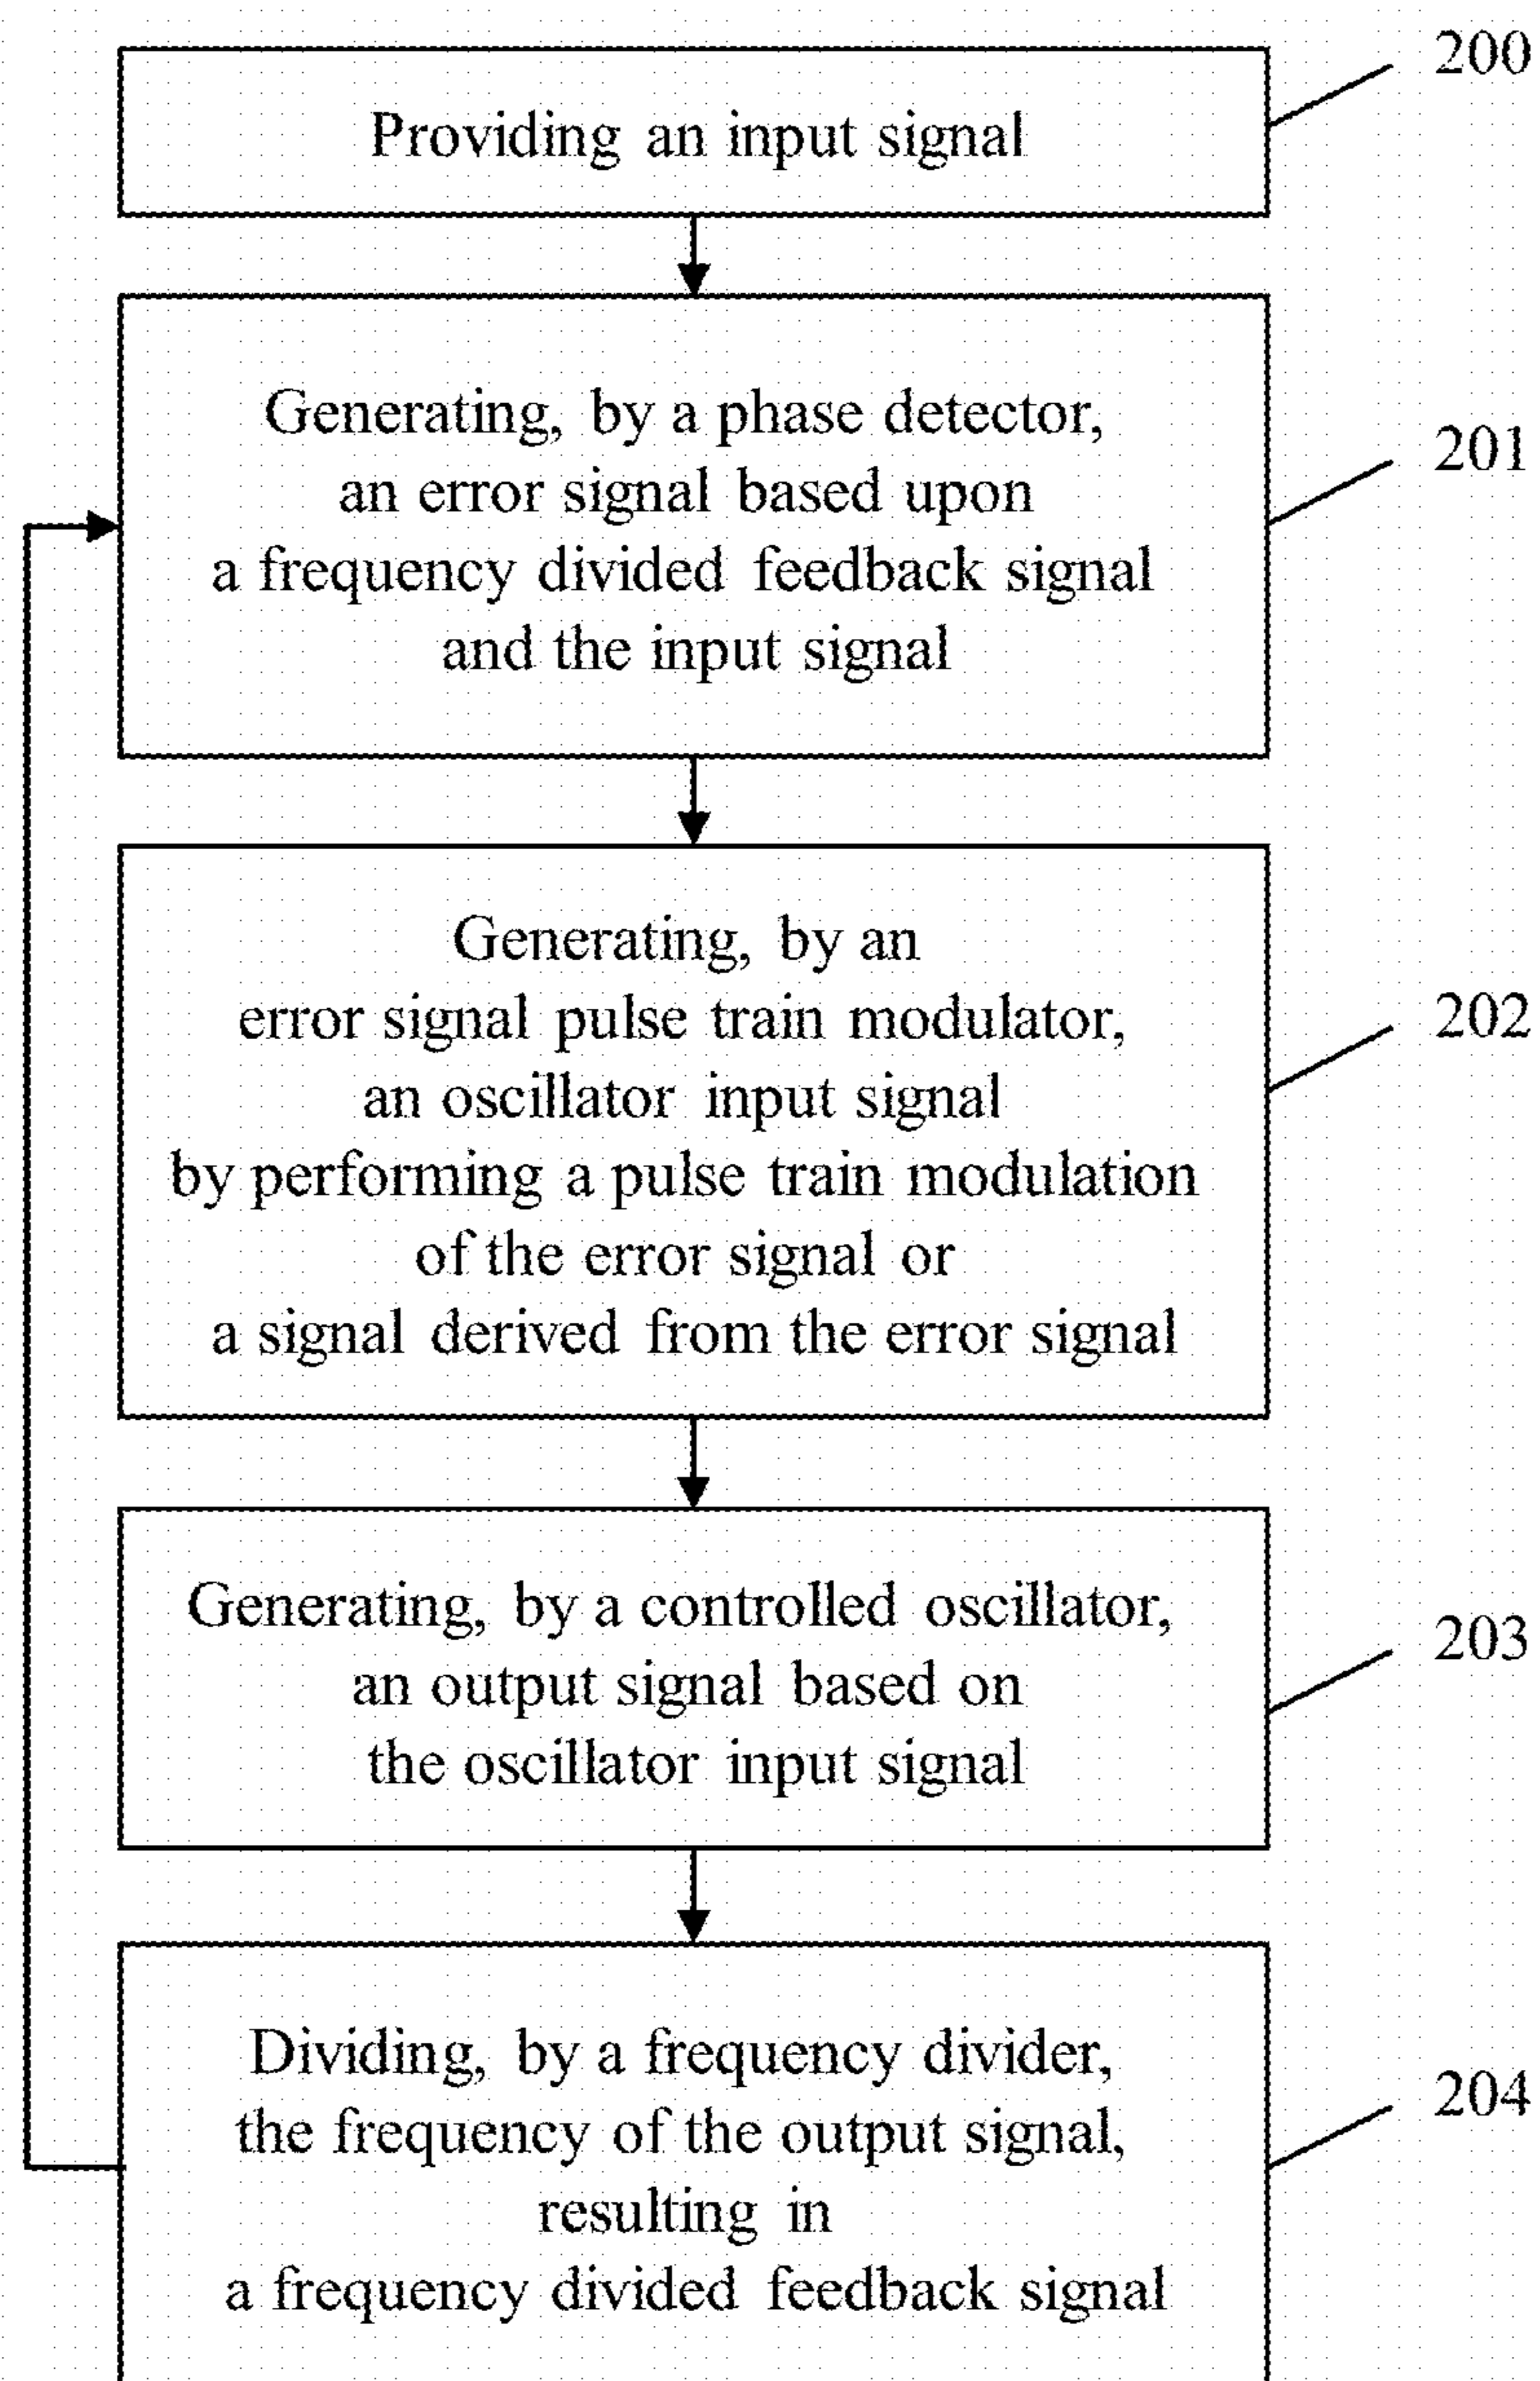 200
Providing an input signal
Generating, by a phase detector,
an error signal based upon
a frequency divided feedback signal
and the input signal
201
Generating, by an
error signal pulse train modulator,
an oscillator input signal
by performing a pulse train modulation
of the error signal or
a signal derived from the error signal
202
Generating, by a controlled oscillator,
an output signal based on
the oscillator input signal
203
Dividing, by a frequency divider,
the frequency of the output signal,
resulting in
a frequency divided feedback signal
204